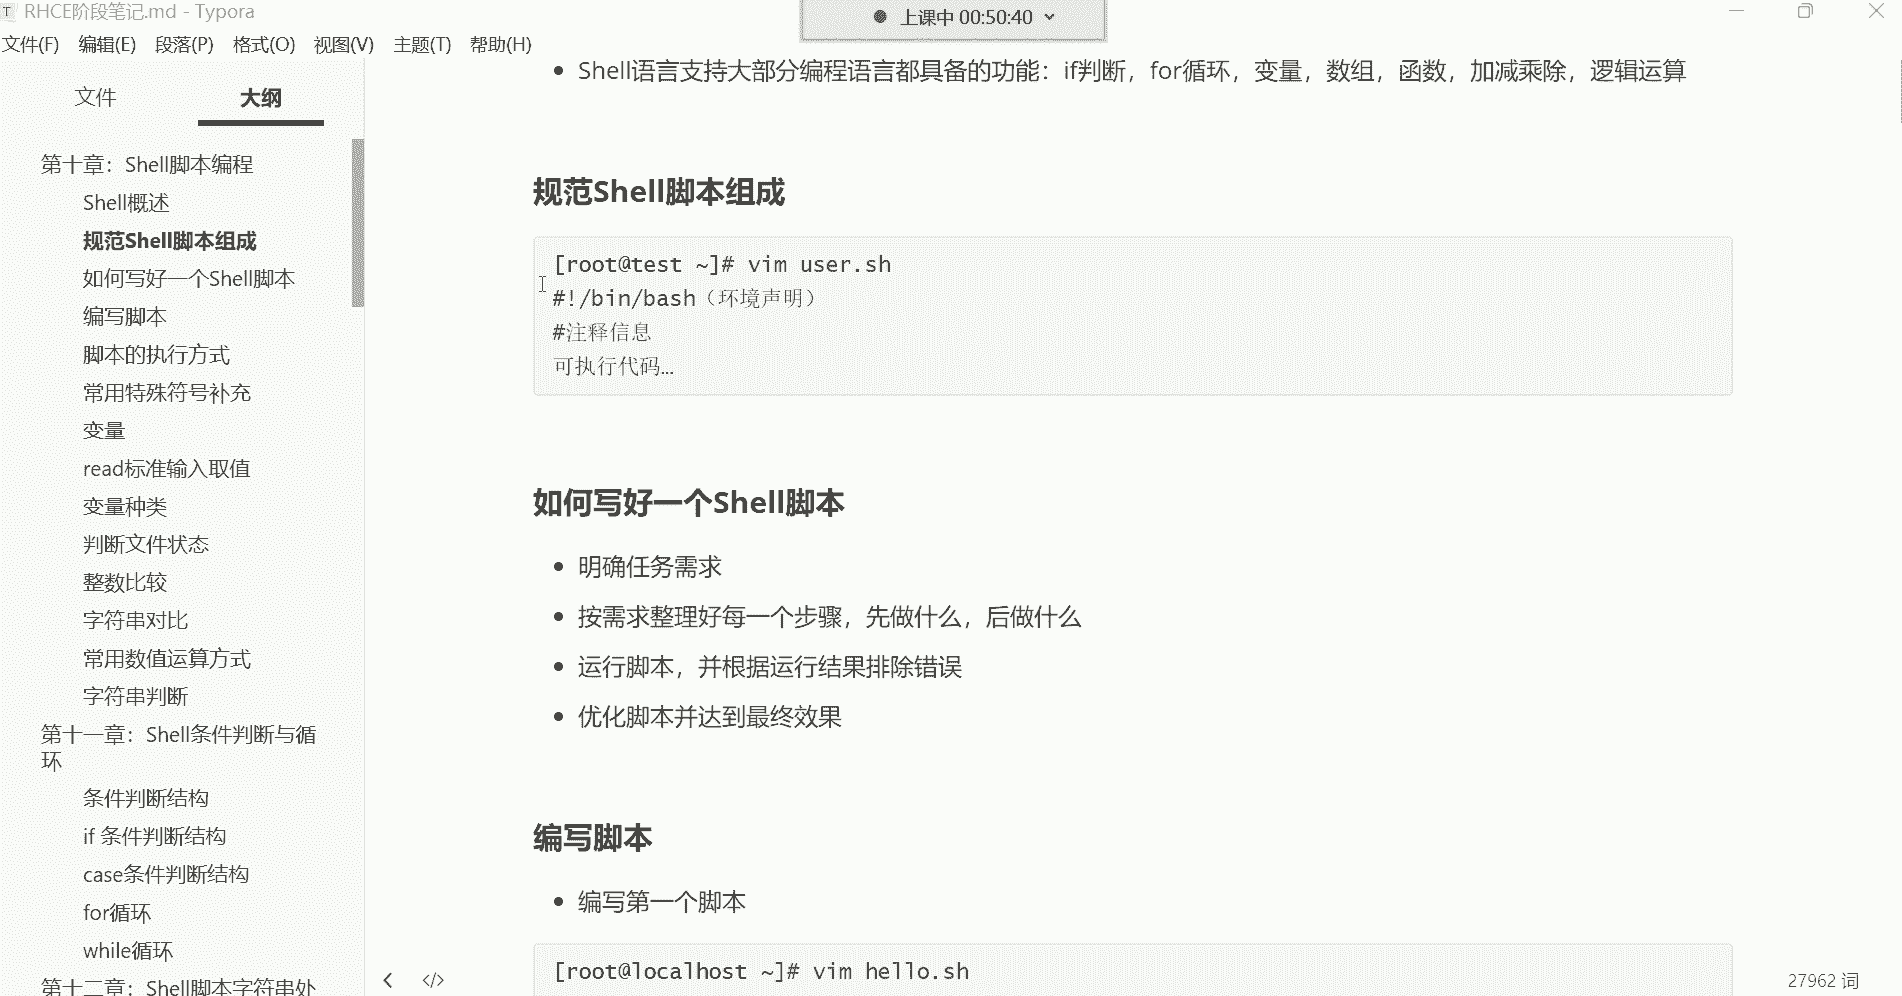 RHCE阶段笔记.md - Typora
上课中 00:50:40
文件(F) 编辑(E) 段落(P) 格式(O) 视图(V) 主题(T) 帮助(H)
文件 大纲
第十章：Shell脚本编程
Shell概述
规范Shell脚本组成
如何写好一个Shell脚本
编写脚本
脚本的执行方式
常用特殊符号补充
变量
read标准输入取值
变量种类
判断文件状态
整数比较
字符串对比
常用数值运算方式
字符串判断
第十一章：Shell条件判断与循
环
条件判断结构
if 条件判断结构
case条件判断结构
for循环
while循环
第十二章：Shell脚本字符串处
Shell语言支持大部分编程语言都具备的功能：if判断，for循环，变量，数组，函数，加减乘除，逻辑运算
规范Shell脚本组成
[root@test ~]# vim user.sh
#!/bin/bash（环境声明）
#注释信息
可执行代码...
如何写好一个Shell脚本
明确任务需求
按需求整理好每一个步骤，先做什么，后做什么
运行脚本，并根据运行结果排除错误
优化脚本并达到最终效果
编写脚本
编写第一个脚本
[root@localhost ~]# vim hello.sh
27962 词